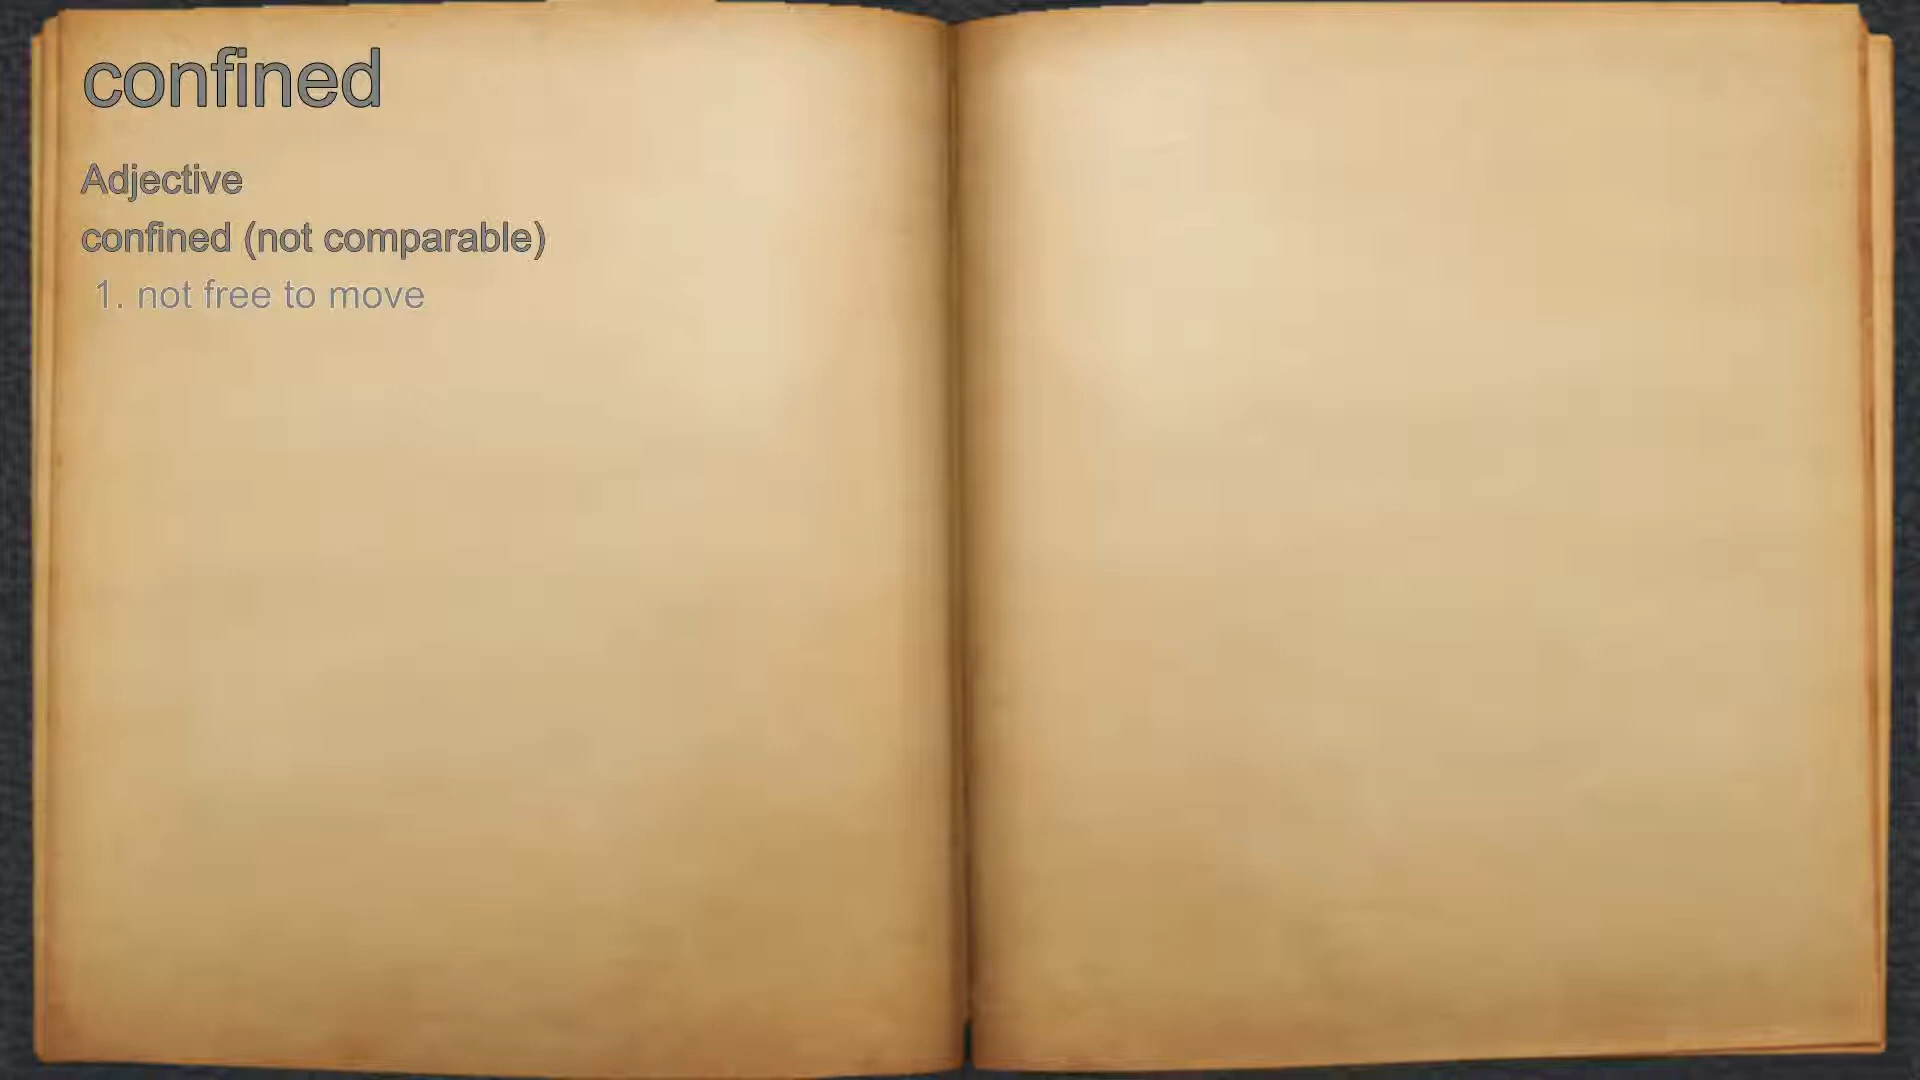 confined
Adjective
confined (not comparable)
1. not free to move